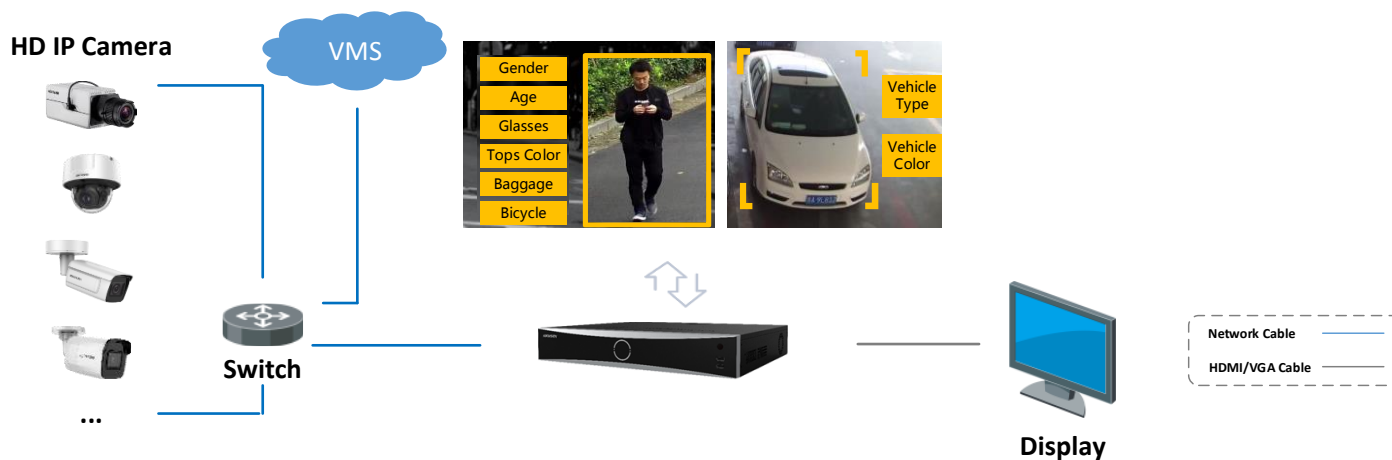 HD IP Camera
VMS
Gender
Age
Glasses
Tops Color
Baggage
Bicycle
Vehicle
Type
Vehicle
Color
Switch
...
Display
Network Cable
HDMI/VGA Cable